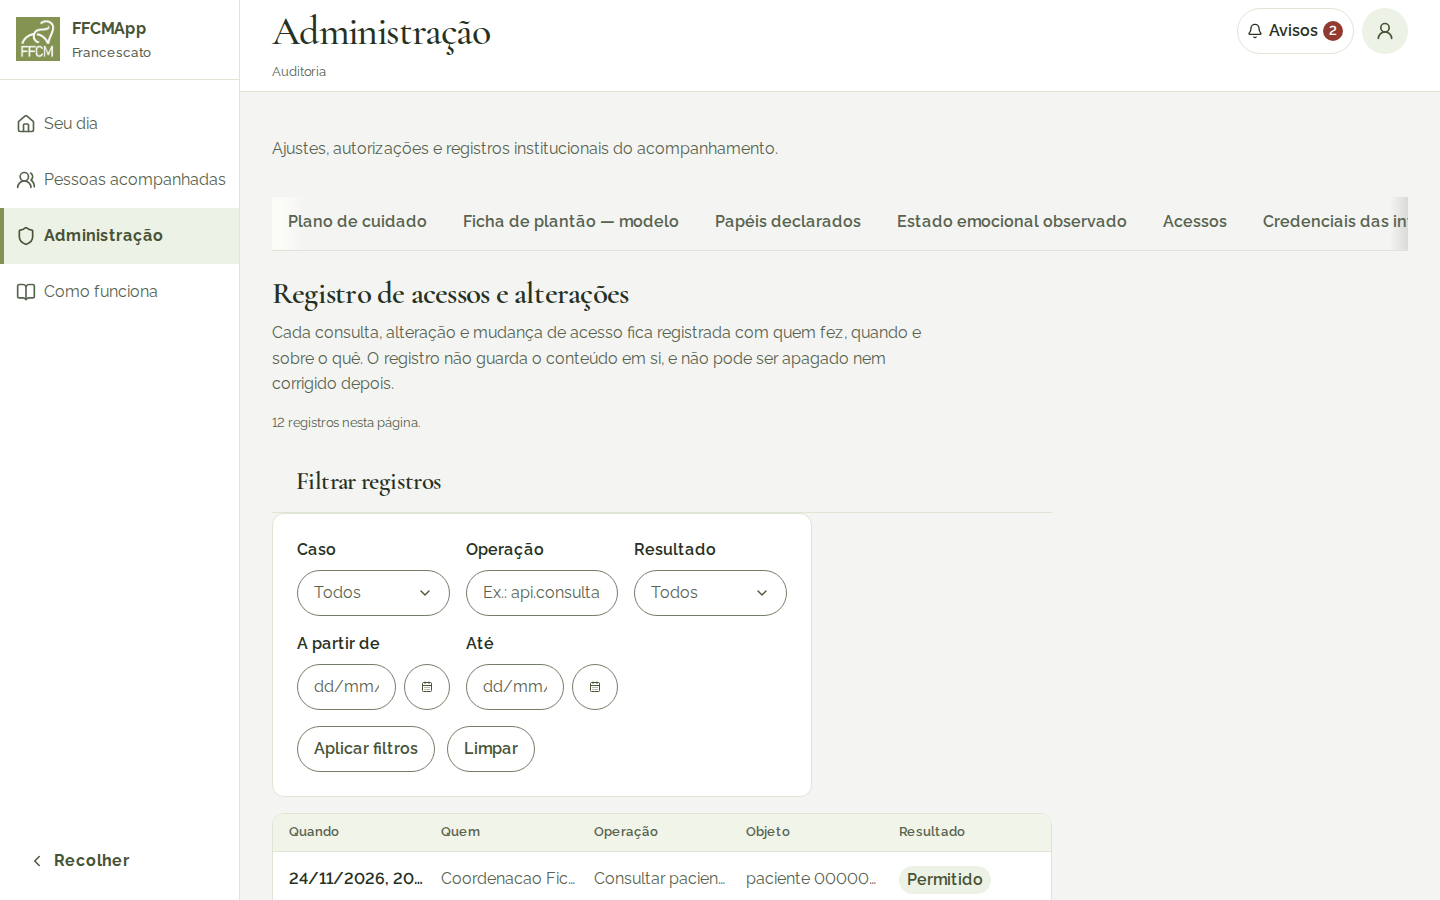 FFCM
FFCMApp
Francescato
Seu dia
Pessoas acompanhadas
Administração
Como funciona
Recolher
Administração
Auditoria
Avisos 2
Ajustes, autorizações e registros institucionais do acompanhamento.
Plano de cuidado Ficha de plantão — modelo Papéis declarados Estado emocional observado Acessos Credenciais das in
Registro de acessos e alterações
Cada consulta, alteração e mudança de acesso fica registrada com quem fez, quando e
sobre o quê. O registro não guarda o conteúdo em si, e não pode ser apagado nem
corrigido depois.
12 registros nesta página.
Filtrar registros
Caso Operação Resultado
Todos Ex.: api.consulta Todos
A partir de Até
dd/mm/ dd/mm/
Aplicar filtros Limpar
Quando Quem Operação Objeto Resultado
24/11/2026, 20… Coordenacao Fic… Consultar pacien… paciente 00000… Permitido